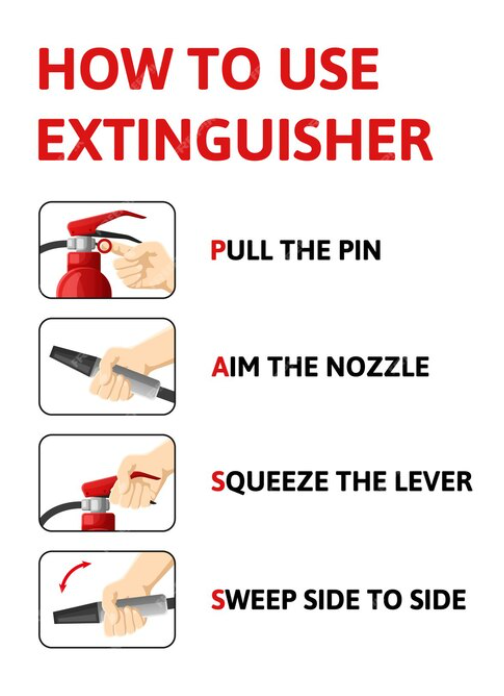 HOW TO USE
EXTINGUISHER
PULL THE PIN
AIM THE NOZZLE
SQUEEZE THE LEVER
SWEEP SIDE TO SIDE